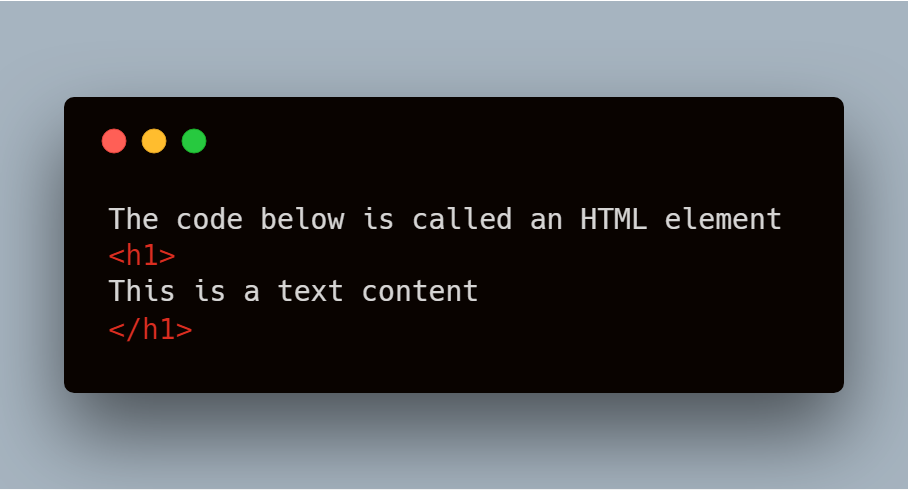 The code below is called an HTML element
<h1>
This is a text content
</h1>